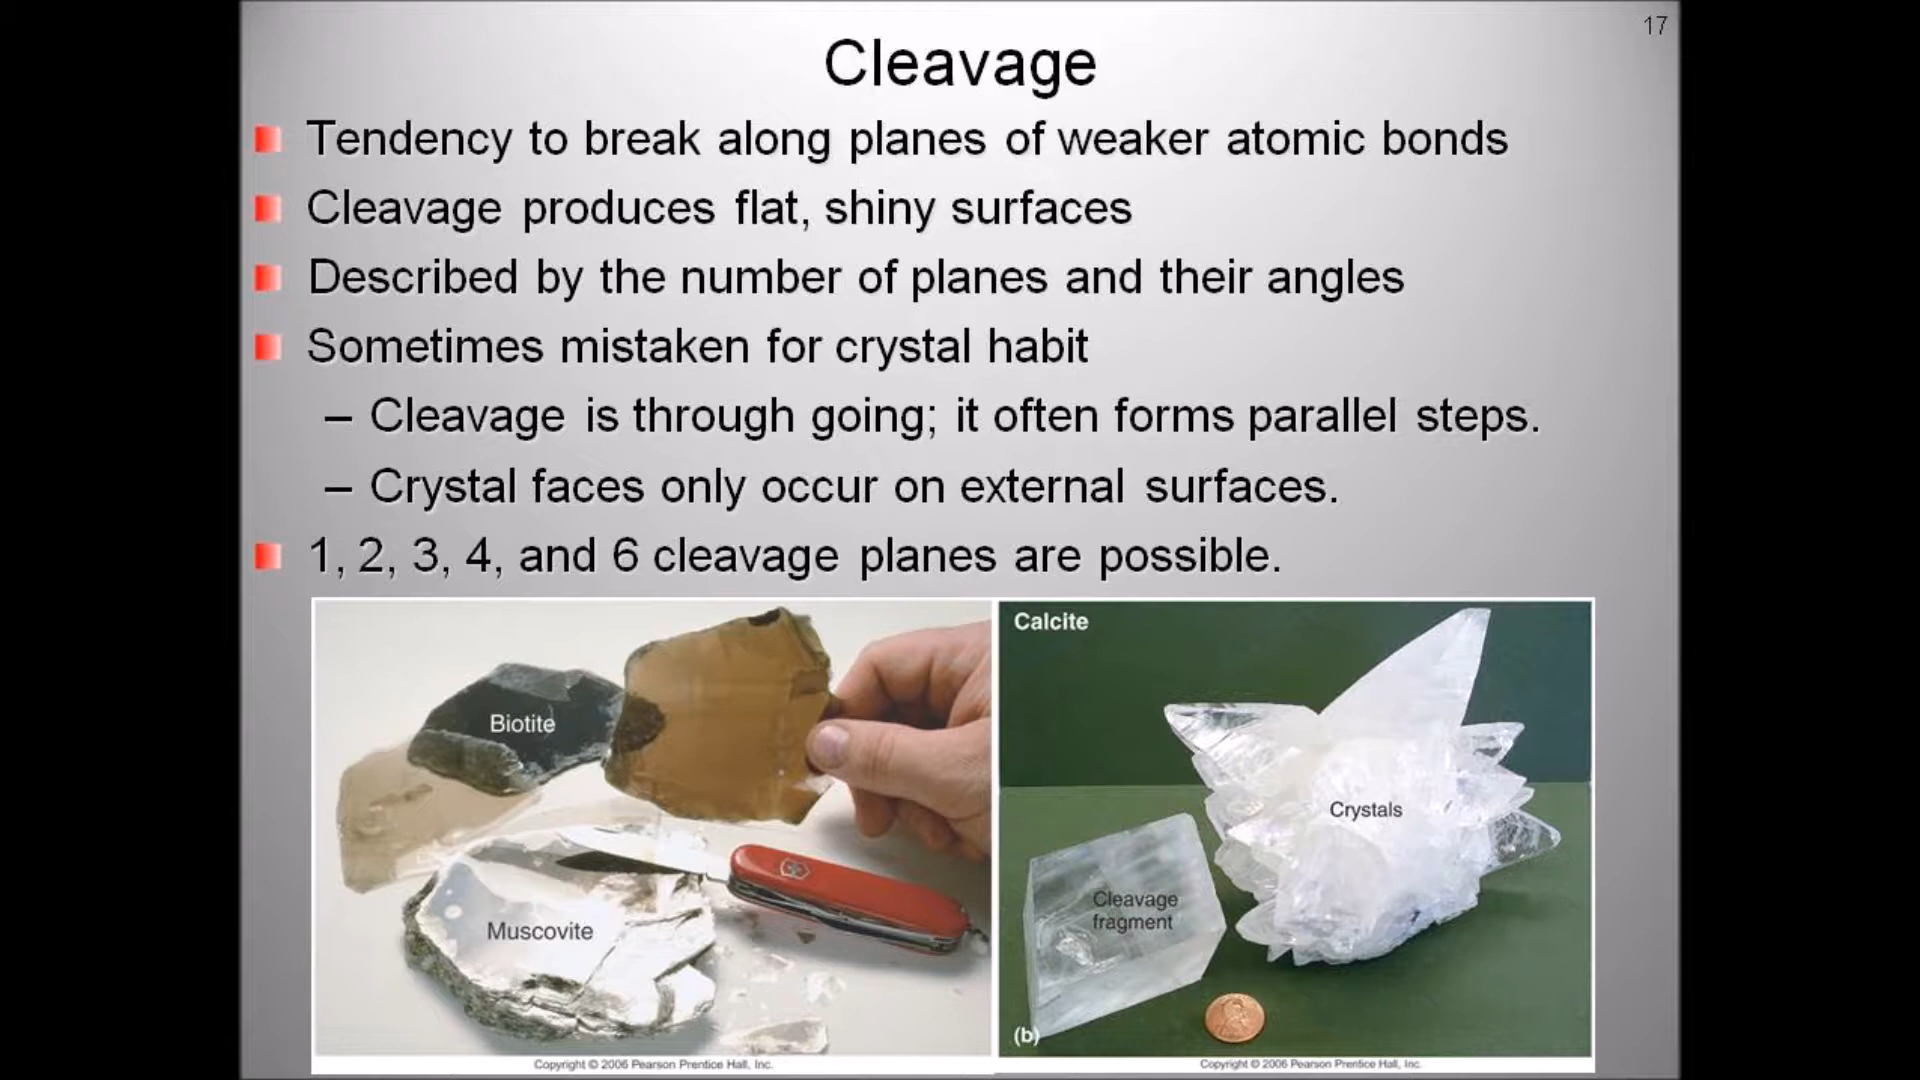 17
Cleavage
Tendency to break along planes of weaker atomic bonds
Cleavage produces flat, shiny surfaces
Described by the number of planes and their angles
Sometimes mistaken for crystal habit
– Cleavage is through going; it often forms parallel steps.
– Crystal faces only occur on external surfaces.
1, 2, 3, 4, and 6 cleavage planes are possible.
Biotite
Muscovite
Copyright © 2006 Pearson Prentice Hall, Inc.
Calcite
Crystals
Cleavage
fragment
(b)
Copyright © 2006 Pearson Prentice Hall, Inc.